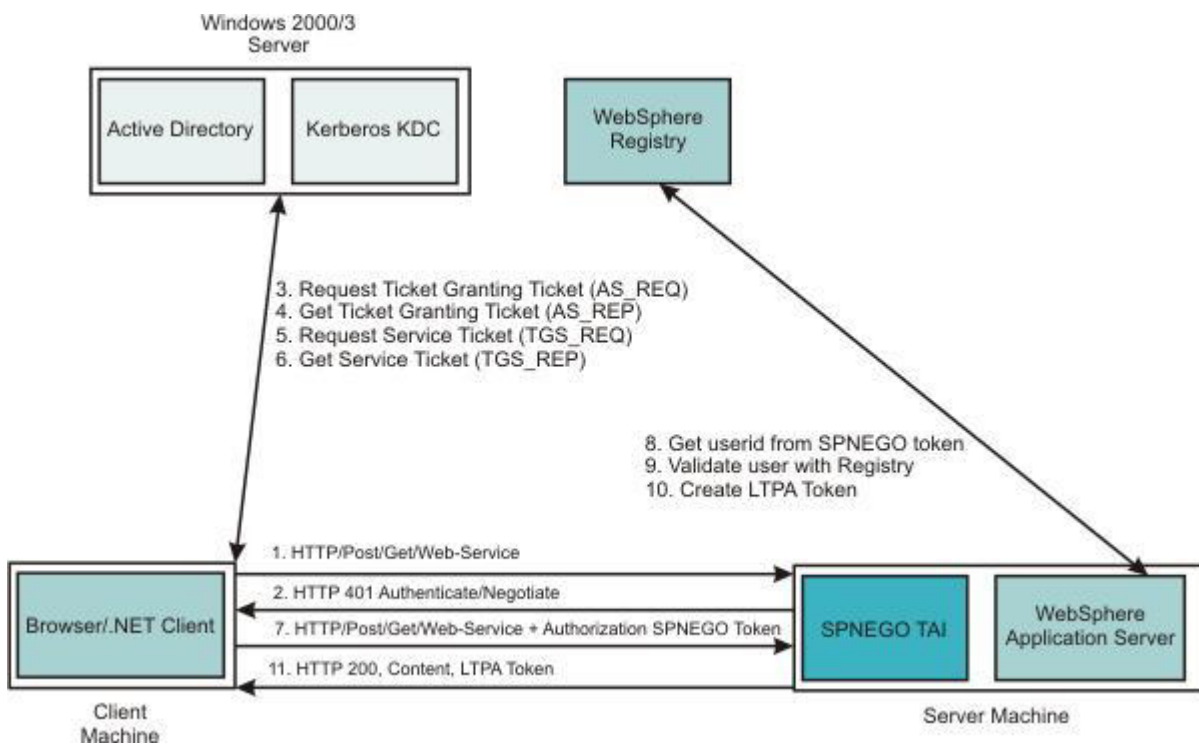 Windows 2000/3
Server
Active Directory
Kerberos KDC
WebSphere
Registry
3. Request Ticket Granting Ticket (AS_REQ)
4. Get Ticket Granting Ticket (AS_REP)
5. Request Service Ticket (TGS_REQ)
6. Get Service Ticket (TGS_REP)
8. Get userid from SPNEGO token
9. Validate user with Registry
10. Create LTPA Token
1. HTTP/Post/Get/Web-Service
2. HTTP 401 Authenticate/Negotiate
7. HTTP/Post/Get/Web-Service + Authorization SPNEGO Token
11. HTTP 200, Content, LTPA Token
Browser/.NET Client
SPNEGO TAI
WebSphere
Application Server
Client
Machine
Server Machine